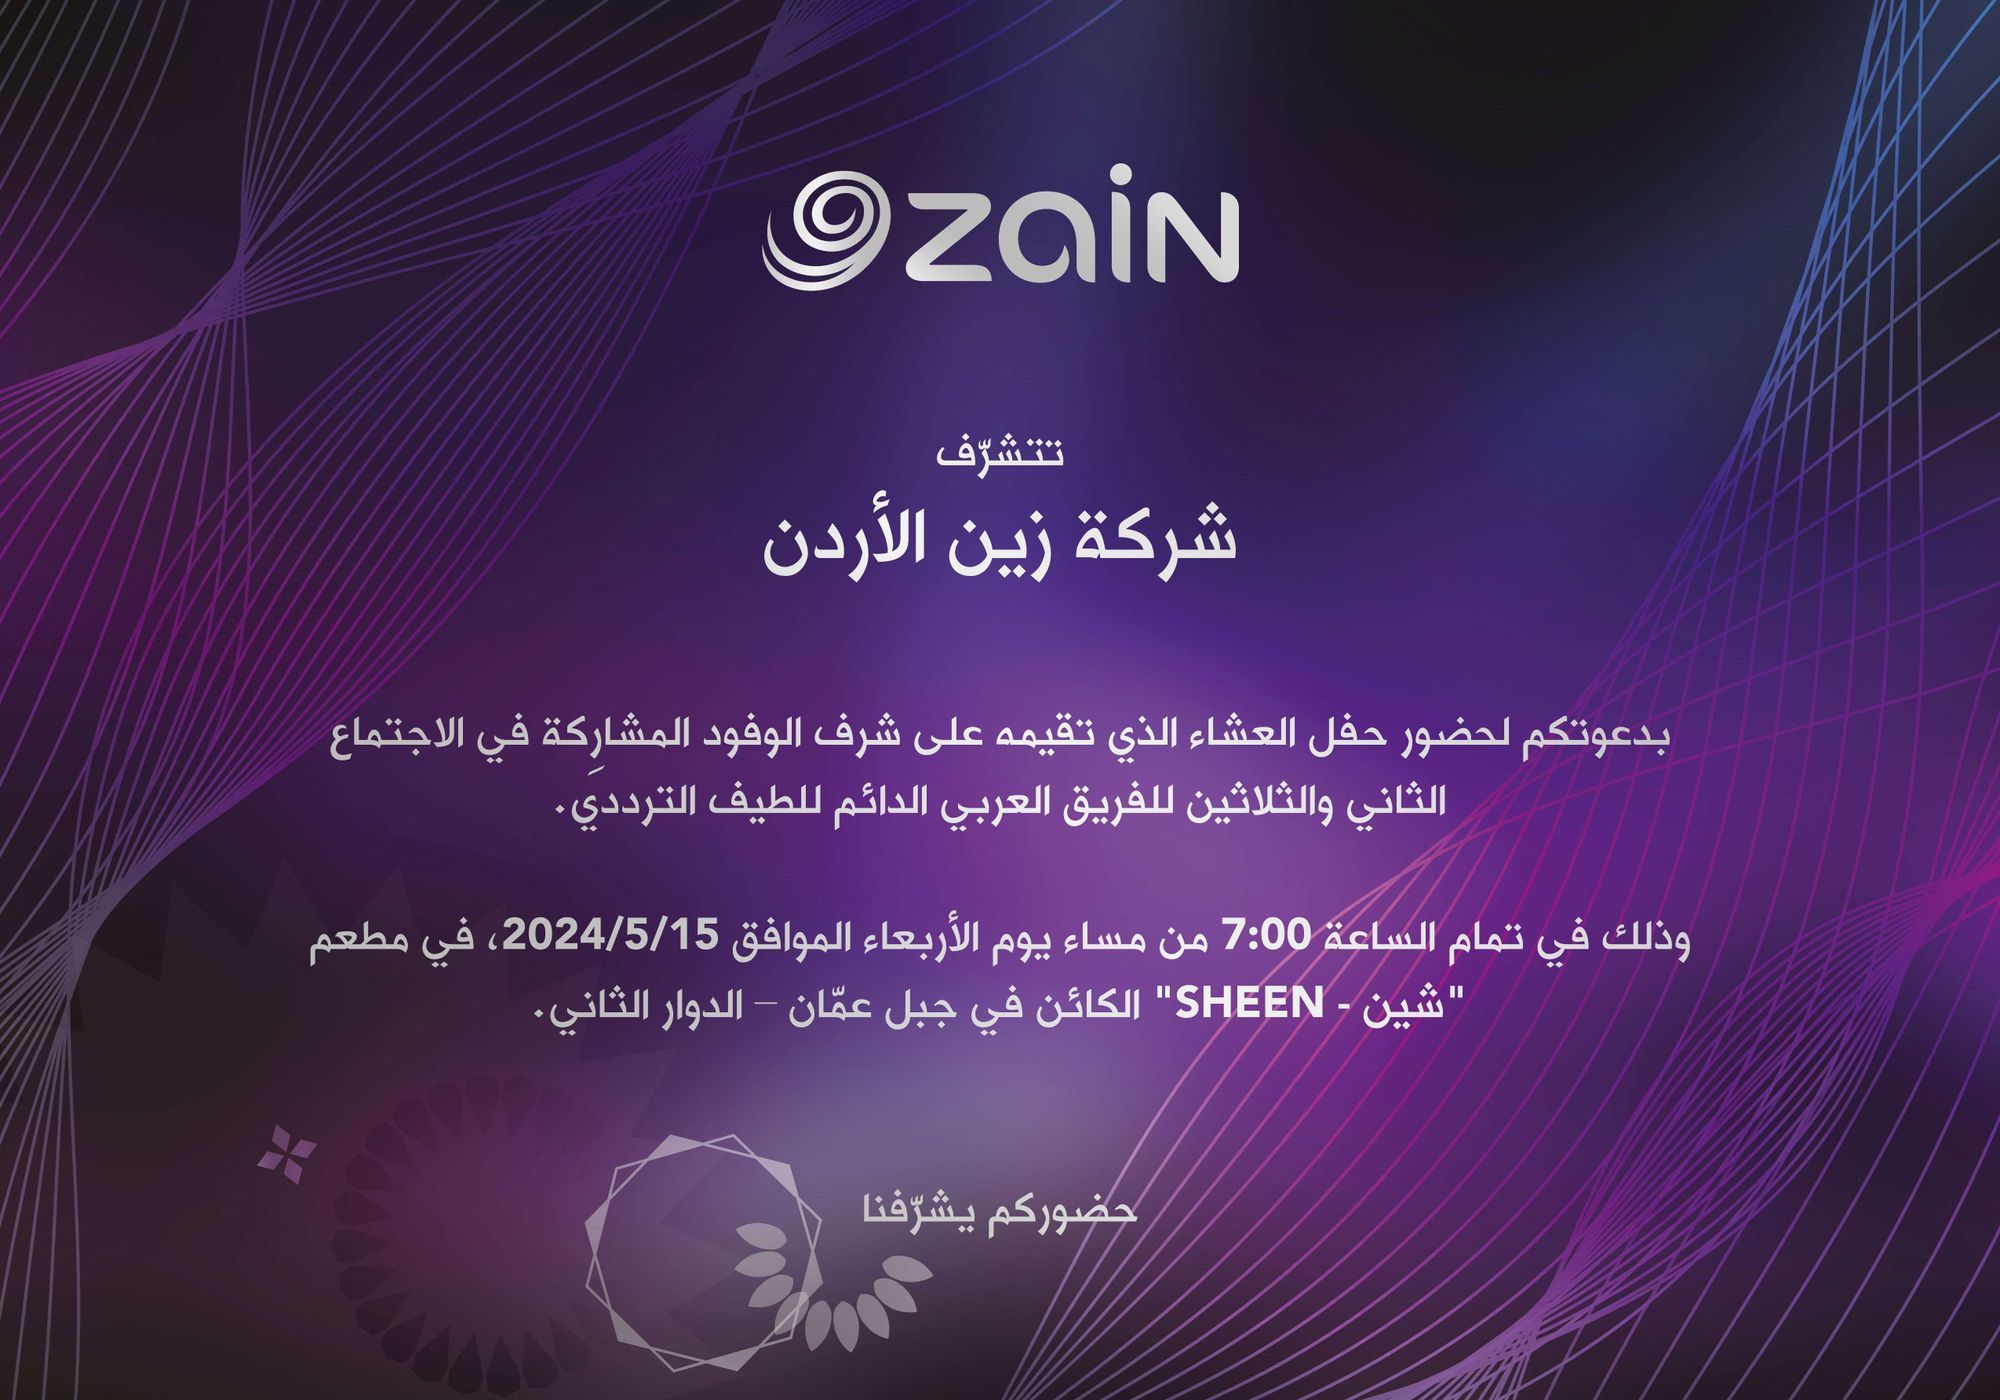 zain
تتشرّف
شركة زين الأردن
بدعوتكم لحضور حفل العشاء الذي تقيمه على شرف الوفود المشارِكة في الاجتماع
الثاني والثلاثين للفريق العربي الدائم للطيف الترددي.
وذلك في تمام الساعة 7:00 من مساء يوم الأربعاء الموافق 2024/5/15، في مطعم
"شين - SHEEN" الكائن في جبل عمّان – الدوار الثاني.
حضوركم يشرّفنا